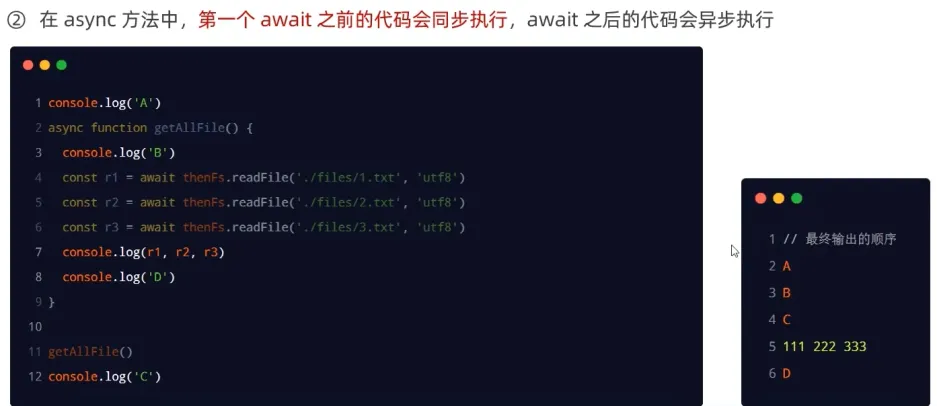 ② 在 async 方法中，第一个 await 之前的代码会同步执行，await 之后的代码会异步执行
1 console.log('A')
2 async function getAllFile() {
3   console.log('B')
4   const r1 = await thenFs.readFile('./files/1.txt', 'utf8')
5   const r2 = await thenFs.readFile('./files/2.txt', 'utf8')
6   const r3 = await thenFs.readFile('./files/3.txt', 'utf8')
7   console.log(r1, r2, r3)
8   console.log('D')
9 }
10
11 getAllFile()
12 console.log('C')
1 // 最终输出的顺序
2 A
3 B
4 C
5 111 222 333
6 D